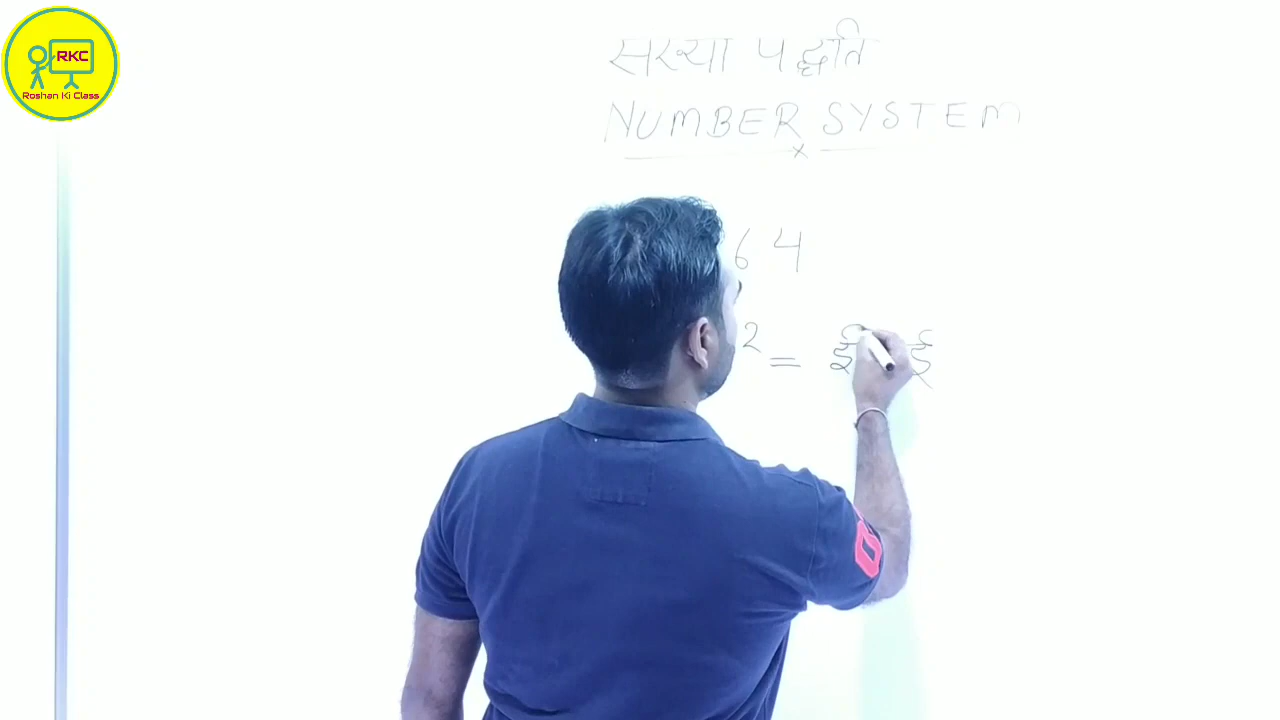 RKC
Roshan Ki Class
संख्या पद्धति
NUMBER SYSTEM
64
2 =